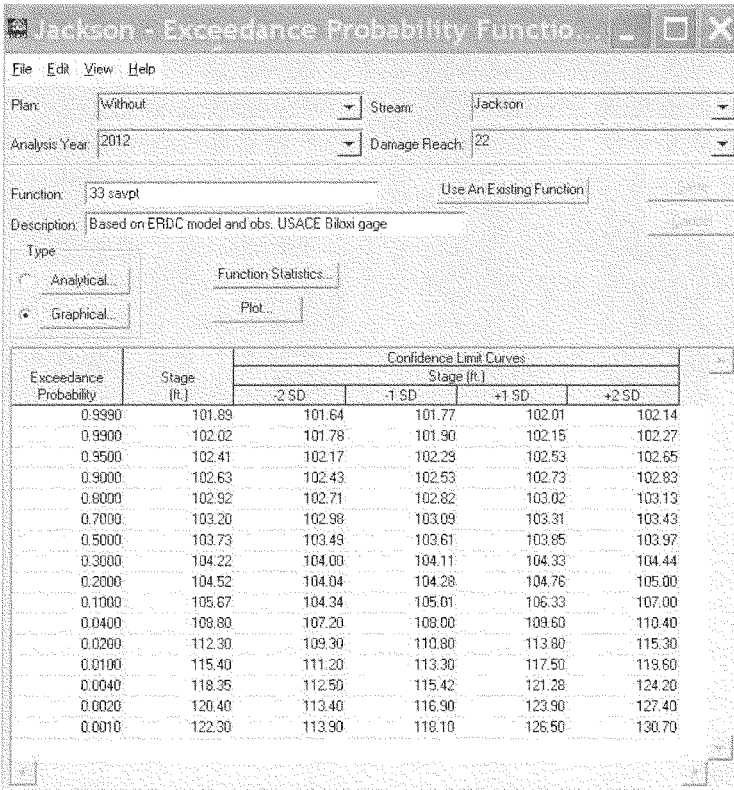 Jackson - Exceedance Probability Functio...
File Edit View Help
Plan: Without Stream: Jackson
Analysis Year: 2012 Damage Reach: 22
Function: 33 savpt Use An Existing Function
Description: Based on ERDC model and obs. USACE Biloxi gage
Type
Analytical... Function Statistics...
Graphical... Plot...
Confidence Limit Curves
Exceedance Stage Stage (ft.)
Probability (ft.) -2 SD -1 SD +1 SD +2 SD
0.9990 101.89 101.64 101.77 102.01 102.14
0.9900 102.02 101.78 101.90 102.15 102.27
0.9500 102.41 102.17 102.29 102.53 102.65
0.9000 102.63 102.43 102.53 102.73 102.83
0.8000 102.92 102.71 102.82 103.02 103.13
0.7000 103.20 102.98 103.09 103.31 103.43
0.5000 103.73 103.49 103.61 103.85 103.97
0.3000 104.22 104.00 104.11 104.33 104.44
0.2000 104.52 104.04 104.28 104.76 105.00
0.1000 105.67 104.34 105.01 106.33 107.00
0.0400 108.80 107.20 108.00 109.60 110.40
0.0200 112.30 109.30 110.80 113.80 115.30
0.0100 115.40 111.20 113.30 117.50 119.60
0.0040 118.35 112.50 115.42 121.28 124.20
0.0020 120.40 113.40 116.90 123.90 127.40
0.0010 122.30 113.90 118.10 126.50 130.70